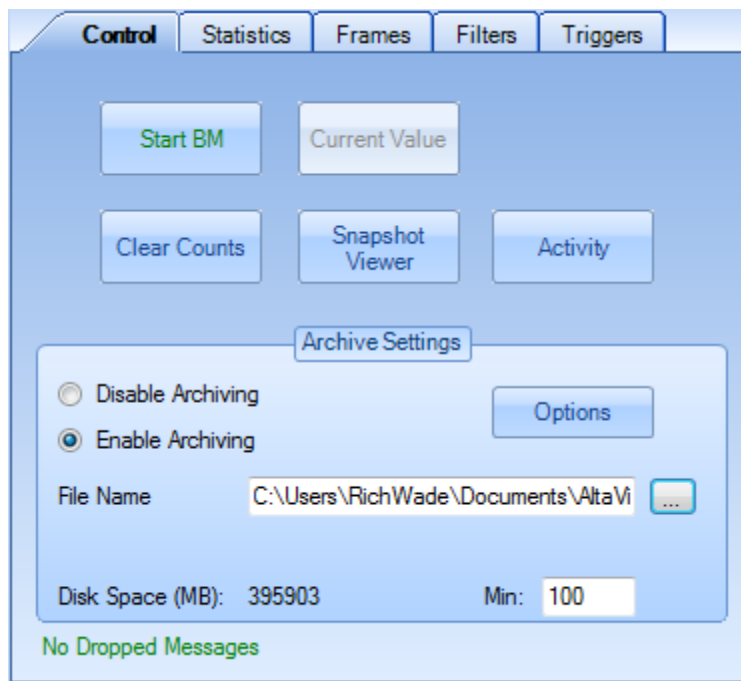 Control Statistics Frames Filters Triggers
Start BM Current Value
Clear Counts Snapshot Viewer Activity
Archive Settings
Disable Archiving
Options
Enable Archiving
File Name C:\Users\RichWade\Documents\AltaVi ...
Disk Space (MB): 395903 Min: 100
No Dropped Messages